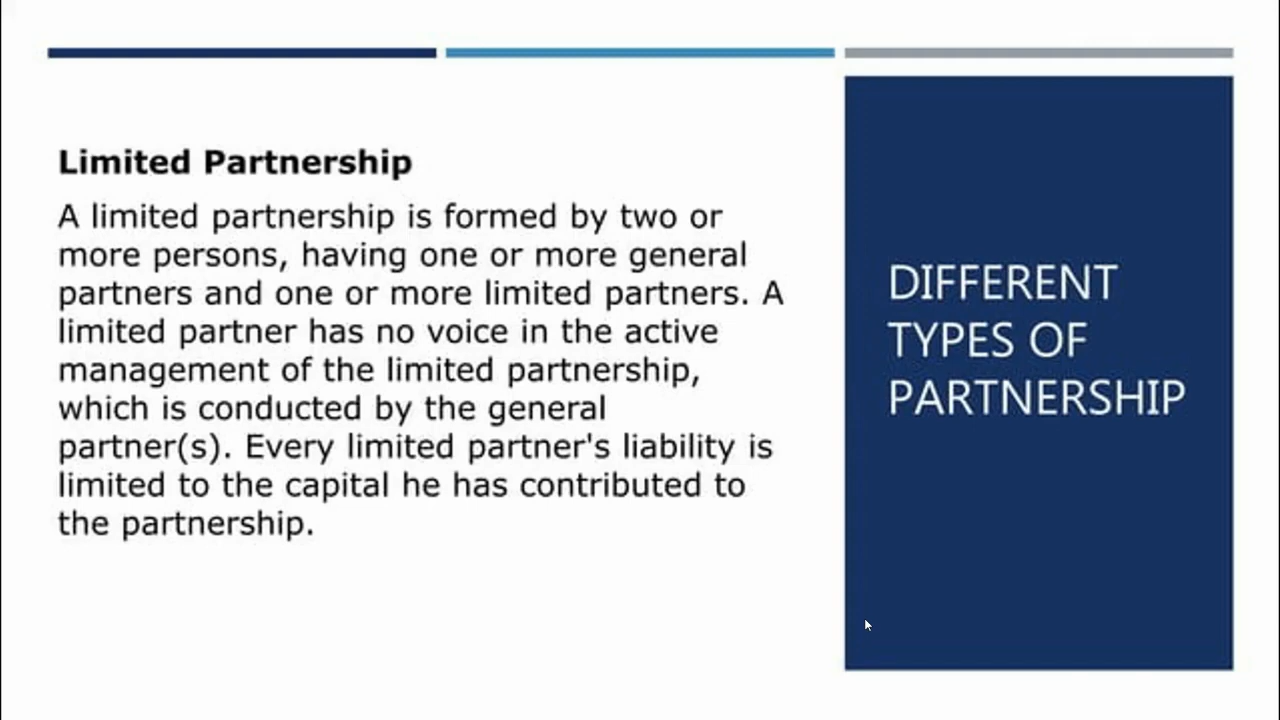 Limited Partnership
A limited partnership is formed by two or
more persons, having one or more general
partners and one or more limited partners. A
limited partner has no voice in the active
management of the limited partnership,
which is conducted by the general
partner(s). Every limited partner's liability is
limited to the capital he has contributed to
the partnership.
DIFFERENT
TYPES OF
PARTNERSHIP